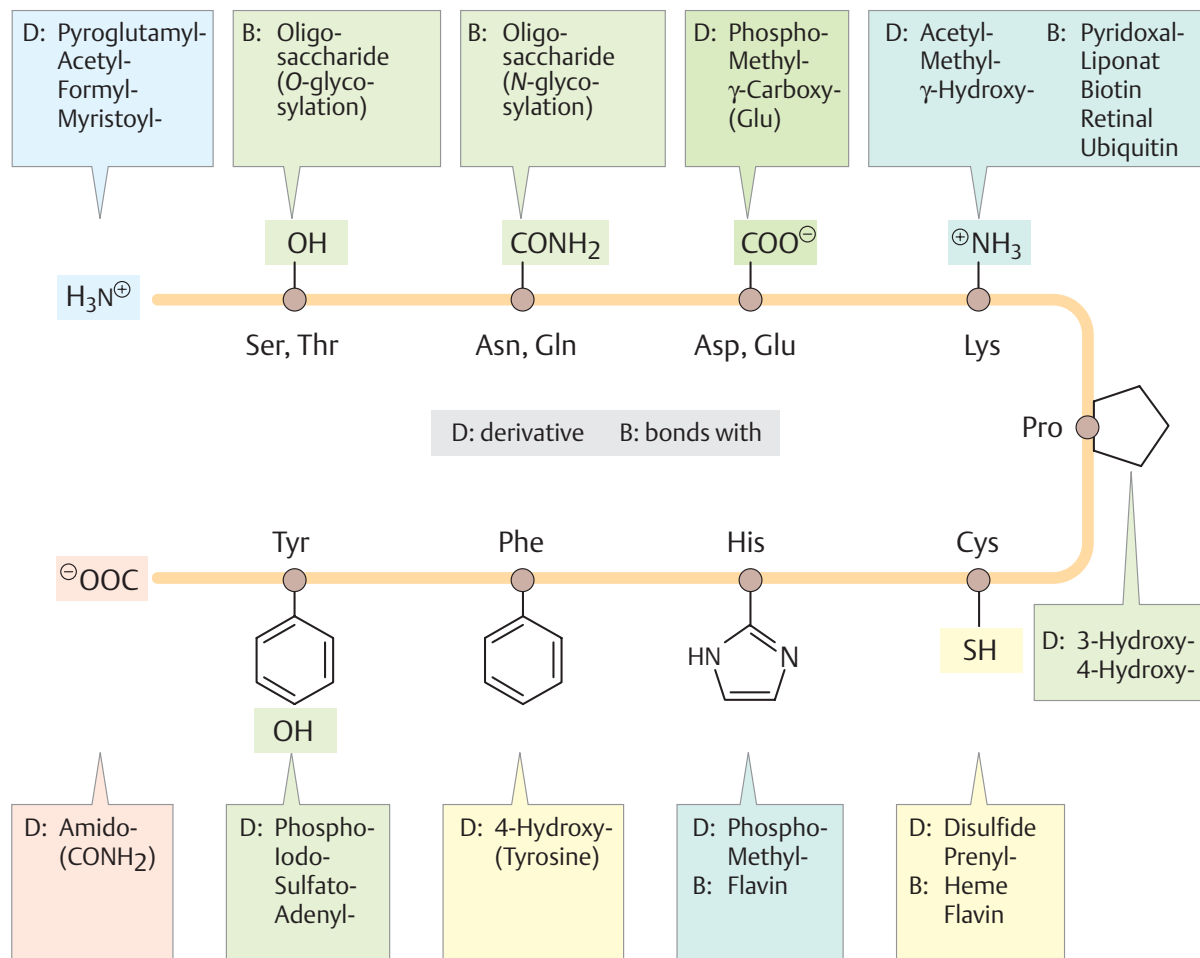 D: Pyroglutamyl-
Acetyl-
Formyl-
Myristoyl-
B: Oligo-
saccharide
(O-glyco-
sylation)
B: Oligo-
saccharide
(N-glyco-
sylation)
D: Phospho-
Methyl-
γ-Carboxy-
(Glu)
D: Acetyl-
Methyl-
γ-Hydroxy-
B: Pyridoxal-
Liponat
Biotin
Retinal
Ubiquitin
OH
CONH₂
COO⊖
⊕NH₃
H₃N⊕
Ser, Thr
Asn, Gln
Asp, Glu
Lys
Pro
D: derivative B: bonds with
Tyr
Phe
His
Cys
⊖OOC
HN
N
SH
OH
D: 3-Hydroxy-
4-Hydroxy-
D: Amido-
(CONH₂)
D: Phospho-
Iodo-
Sulfato-
Adenyl-
D: 4-Hydroxy-
(Tyrosine)
D: Phospho-
Methyl-
B: Flavin
D: Disulfide
Prenyl-
B: Heme
Flavin